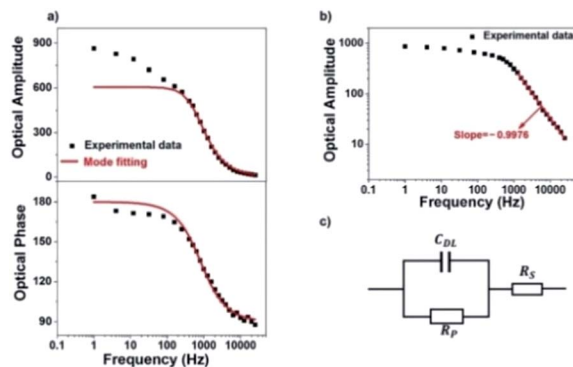 a)
Optical Amplitude
900
600
300
0
Experimental data
Mode fitting
Optical Phase
180
150
120
90
0.1 1 10 100 1000 10000
Frequency (Hz)
b)
Experimental data
Optical Amplitude
1000
100
10
Slope=−0.9976
0.1 1 10 100 1000 10000
Frequency (Hz)
c)
C_DL
R_S
R_P